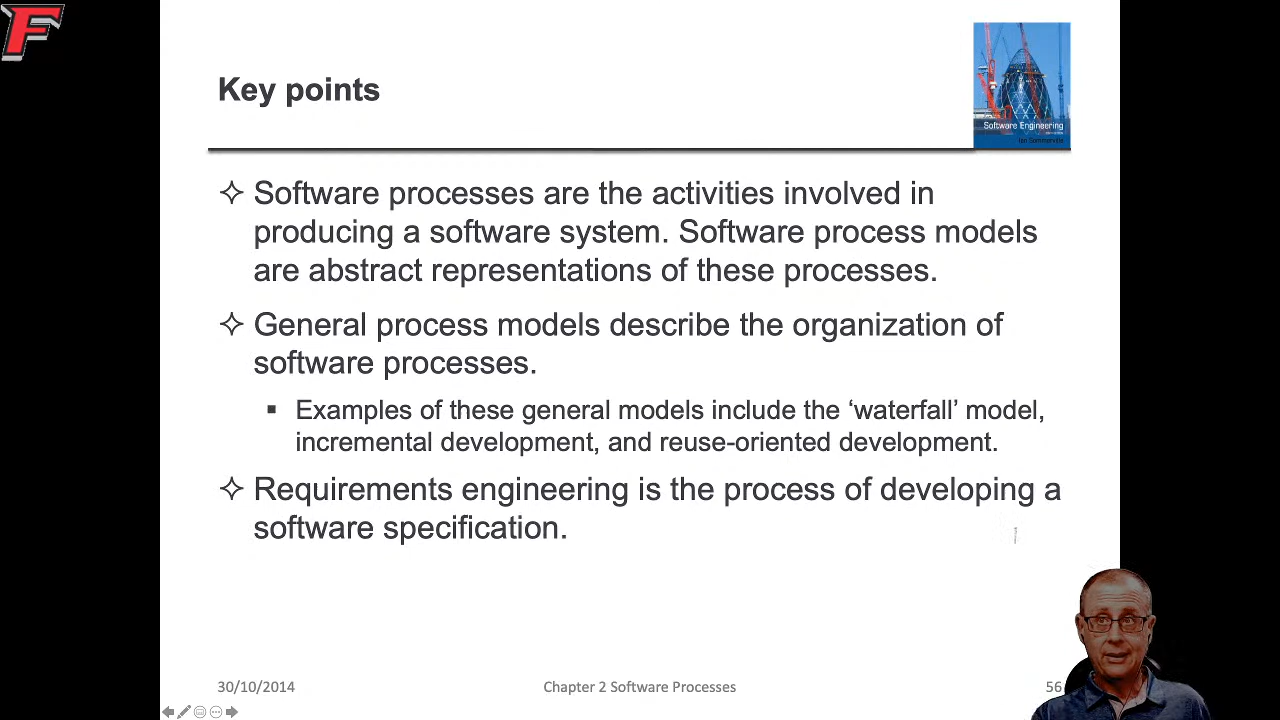 F
Key points
Software Engineering
Ian Sommerville
Software processes are the activities involved in
producing a software system. Software process models
are abstract representations of these processes.
General process models describe the organization of
software processes.
Examples of these general models include the ‘waterfall’ model,
incremental development, and reuse-oriented development.
Requirements engineering is the process of developing a
software specification.
30/10/2014
Chapter 2 Software Processes
56